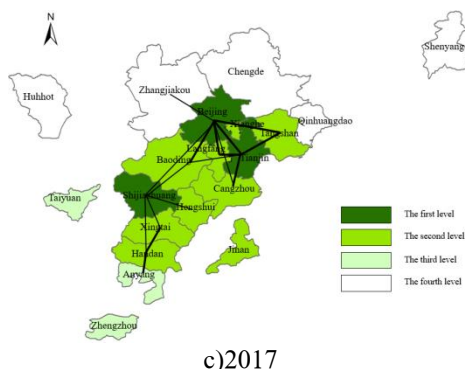 N
Shenyang
Chengde
Huhhot
Zhangjiakou
Beijing
Qinhuangdao
Tangshan
Langfang
Baoding
Tianjin
Taiyuan
Cangzhou
Shijiazhuang
Hengshui
Xingtai
The first level
Jinan
The second level
Handan
The third level
Anyang
The fourth level
Zhengzhou
c)2017